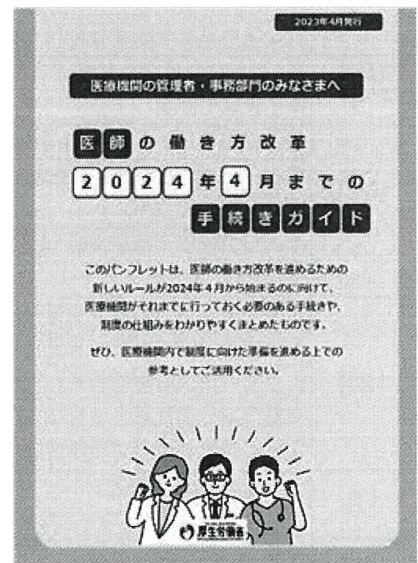 2023年4月発行
医療機関の管理者・事務部門のみなさまへ
医師の働き方改革
2024年4月までの
手続きガイド
このパンフレットは、医師の働き方改革を進めるための
新しいルールが2024年4月から始まるのに向けて、
医療機関がそれまでに行っておく必要のある手続きや、
制度の仕組みをわかりやすくまとめたものです。
ぜひ、医療機関内で制度に向けた準備を進める上での
参考としてご活用ください。
厚生労働省